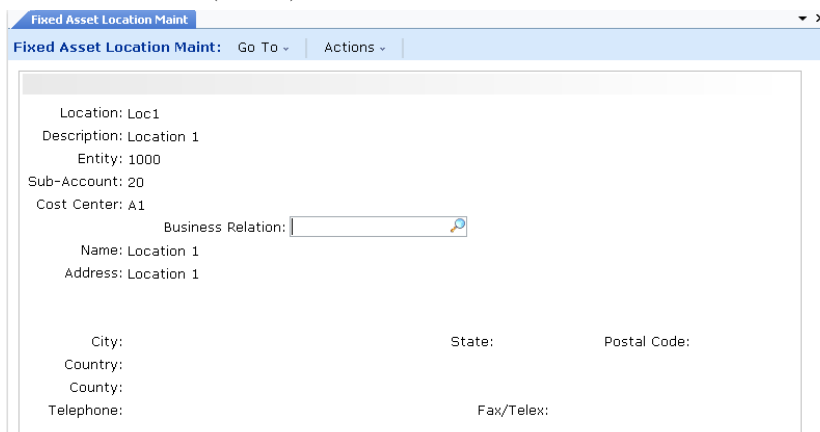 Fixed Asset Location Maint
Fixed Asset Location Maint: Go To Actions
Location: Loc1
Description: Location 1
Entity: 1000
Sub-Account: 20
Cost Center: A1
Business Relation:
Name: Location 1
Address: Location 1
City: State: Postal Code:
Country:
County:
Telephone: Fax/Telex: